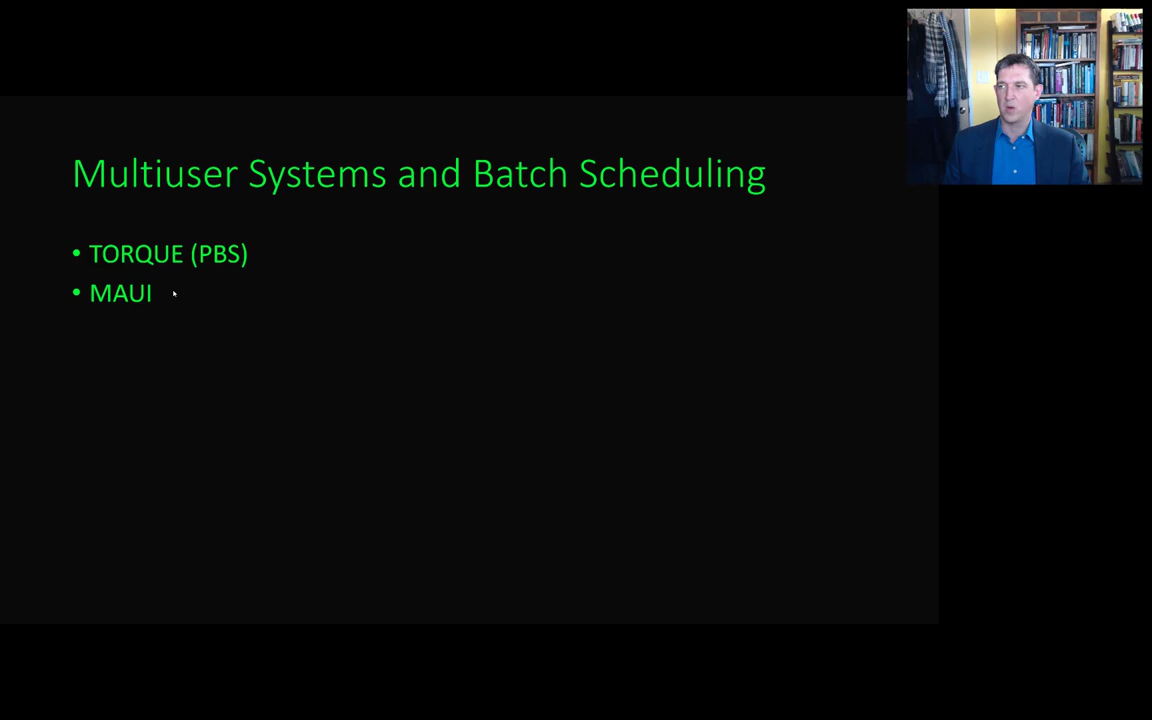 Multiuser Systems and Batch Scheduling
• TORQUE (PBS)
• MAUI